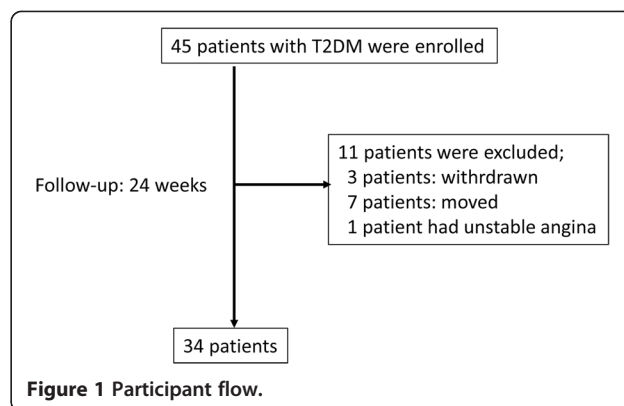 45 patients with T2DM were enrolled
11 patients were excluded;
3 patients: withrdrawn
Follow-up: 24 weeks
7 patients: moved
1 patient had unstable angina
34 patients
Figure 1 Participant flow.